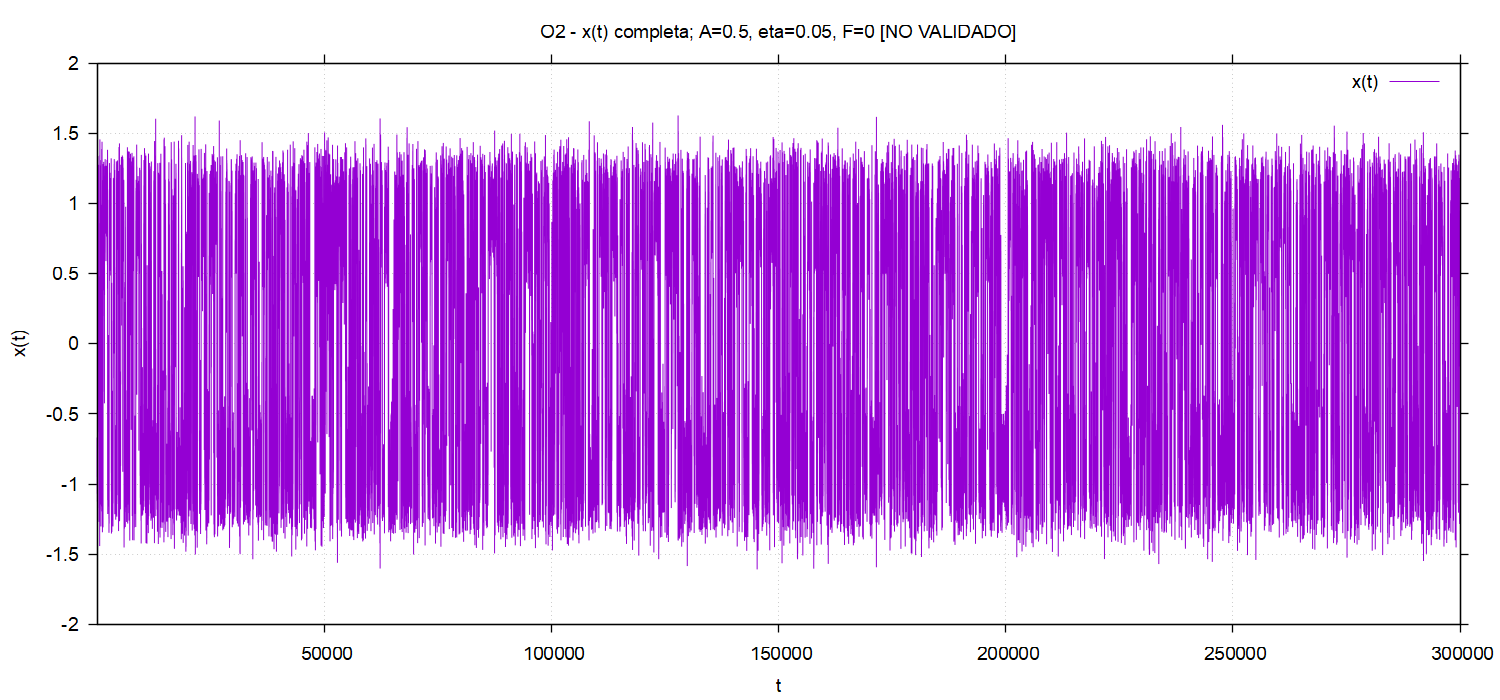 O2 - x(t) completa; A=0.5, eta=0.05, F=0 [NO VALIDADO]
x(t)
2
1.5
1
0.5
0
-0.5
-1
-1.5
-2
x(t)
50000 100000 150000 200000 250000 300000
t